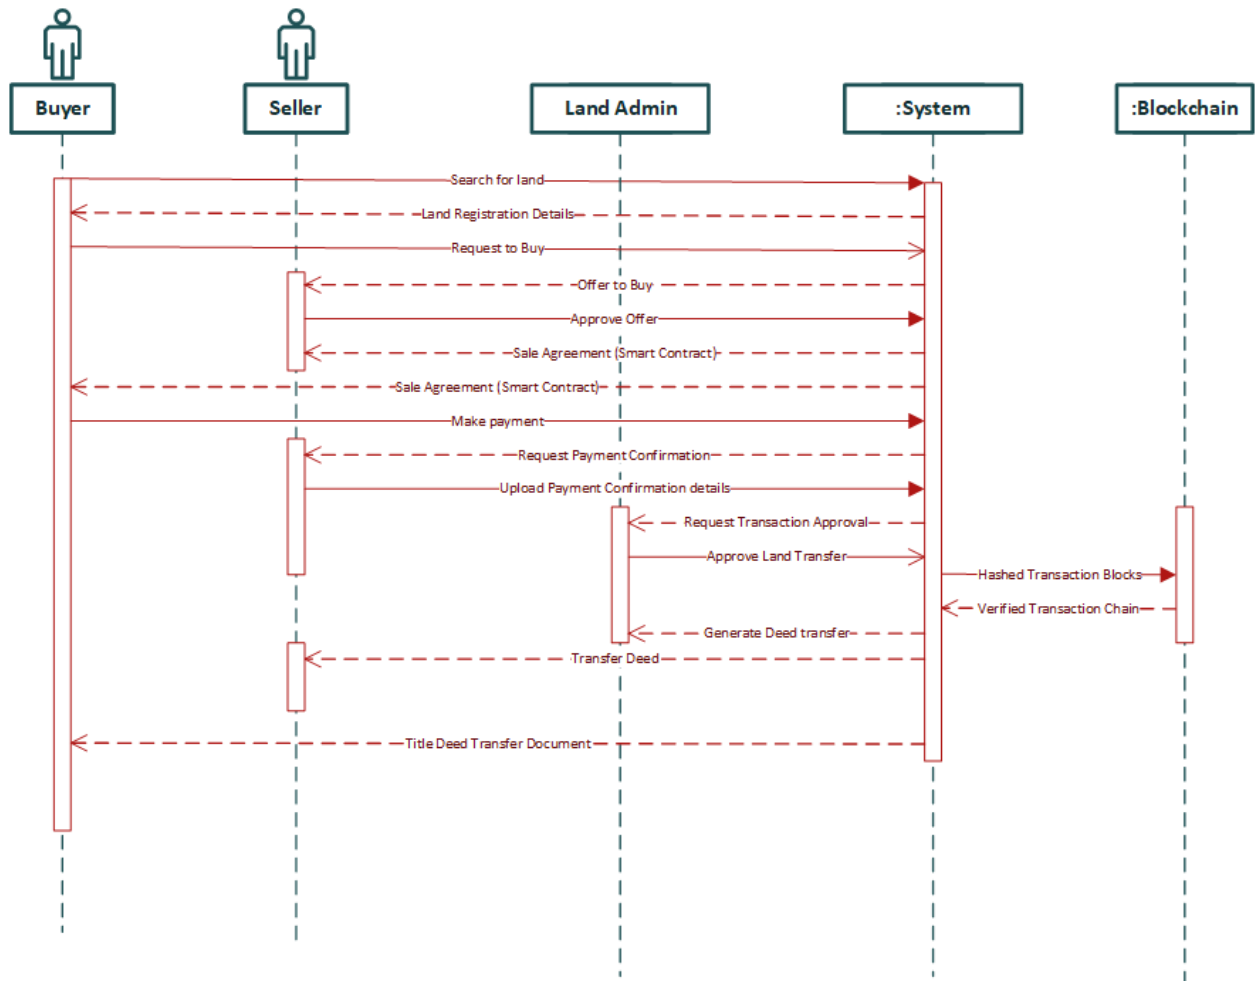 Buyer
Seller
Land Admin
:System
:Blockchain
Search for land
Land Registration Details
Request to Buy
Offer to Buy
Approve Offer
Sale Agreement (Smart Contract)
Sale Agreement (Smart Contract)
Make payment
Request Payment Confirmation
Upload Payment Confirmation details
Request Transaction Approval
Approve Land Transfer
Hashed Transaction Blocks
Verified Transaction Chain
Generate Deed transfer
Transfer Deed
Title Deed Transfer Document